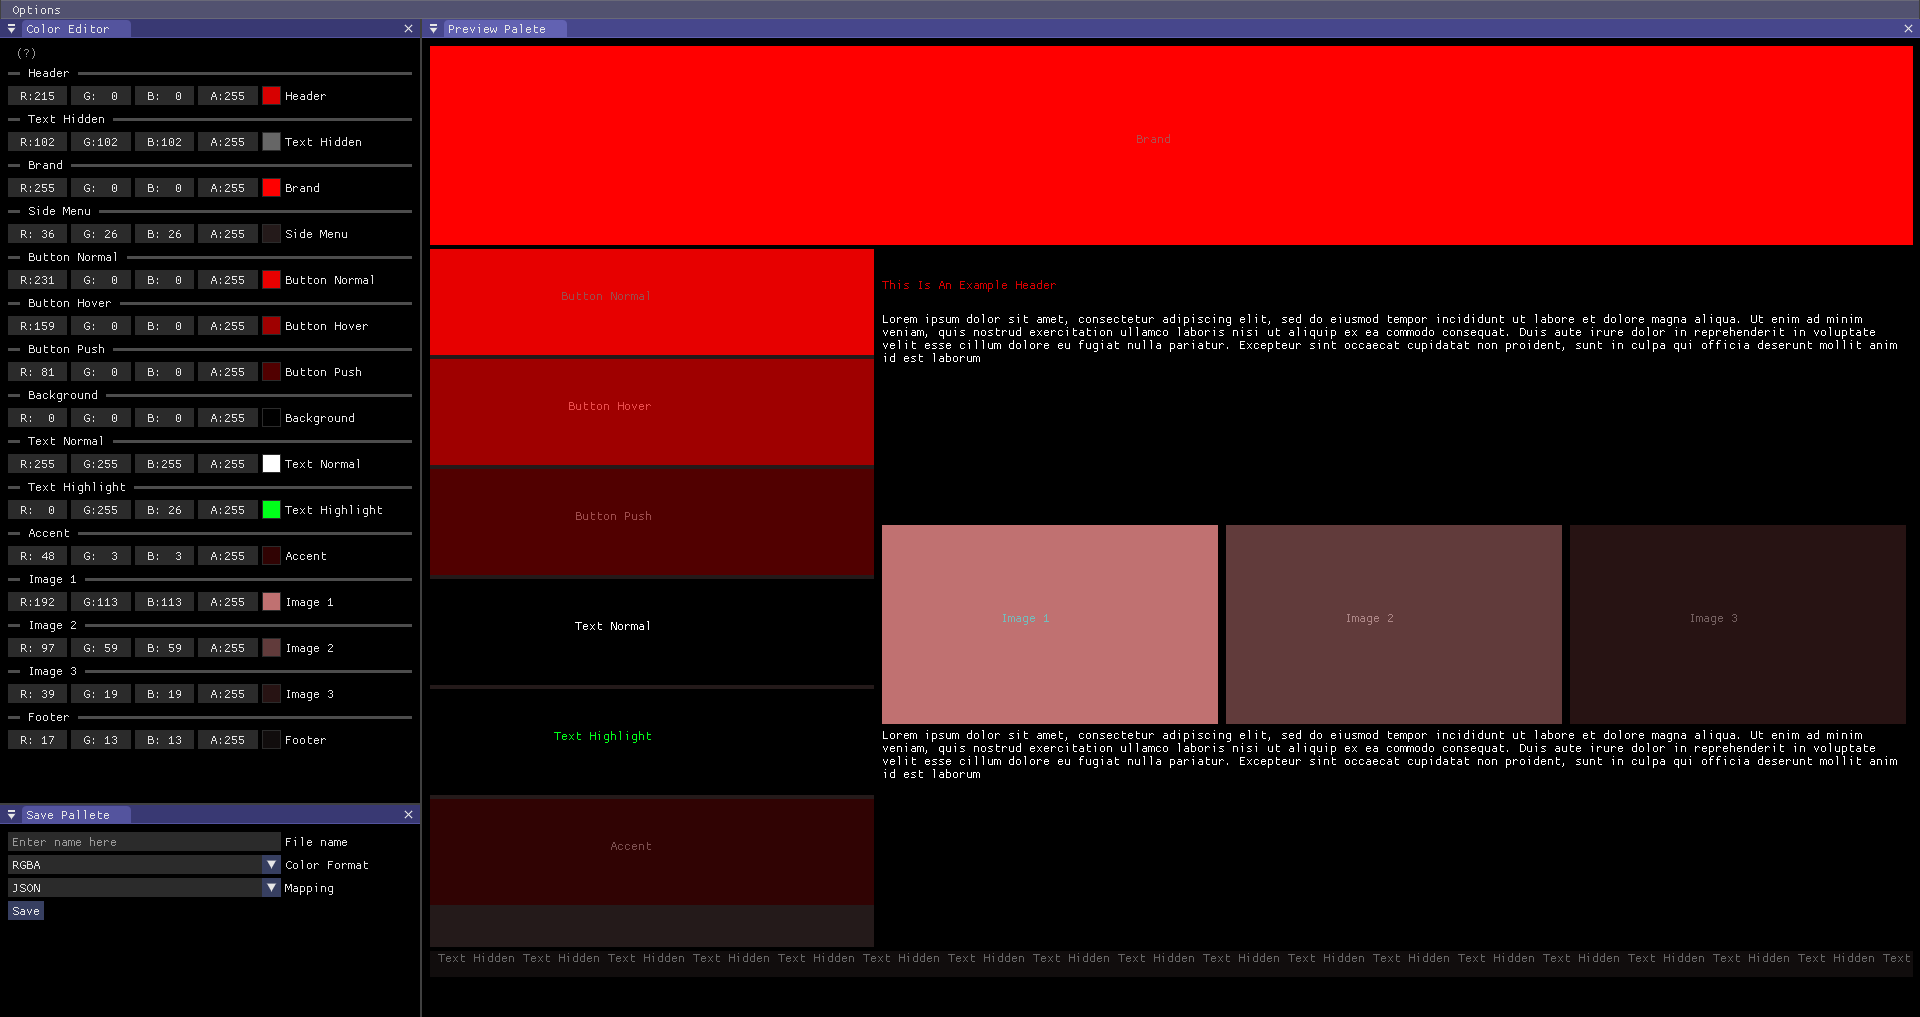 Options
Color Editor
(?)
Header
R:215 G:  0 B:  0 A:255 Header
Text Hidden
R:102 G:102 B:102 A:255 Text Hidden
Brand
R:255 G:  0 B:  0 A:255 Brand
Side Menu
R: 36 G: 26 B: 26 A:255 Side Menu
Button Normal
R:231 G:  0 B:  0 A:255 Button Normal
Button Hover
R:159 G:  0 B:  0 A:255 Button Hover
Button Push
R: 81 G:  0 B:  0 A:255 Button Push
Background
R:  0 G:  0 B:  0 A:255 Background
Text Normal
R:255 G:255 B:255 A:255 Text Normal
Text Highlight
R:  0 G:255 B: 26 A:255 Text Highlight
Accent
R: 48 G:  3 B:  3 A:255 Accent
Image 1
R:192 G:113 B:113 A:255 Image 1
Image 2
R: 97 G: 59 B: 59 A:255 Image 2
Image 3
R: 39 G: 19 B: 19 A:255 Image 3
Footer
R: 17 G: 13 B: 13 A:255 Footer
Save Pallete
Enter name here File name
RGBA Color Format
JSON Mapping
Save
Preview Palete
Brand
Button Normal
Button Hover
Button Push
Text Normal
Text Highlight
Accent
This Is An Example Header
Lorem ipsum dolor sit amet, consectetur adipiscing elit, sed do eiusmod tempor incididunt ut labore et dolore magna aliqua. Ut enim ad minim
veniam, quis nostrud exercitation ullamco laboris nisi ut aliquip ex ea commodo consequat. Duis aute irure dolor in reprehenderit in voluptate
velit esse cillum dolore eu fugiat nulla pariatur. Excepteur sint occaecat cupidatat non proident, sunt in culpa qui officia deserunt mollit anim
id est laborum
Image 1
Image 2
Image 3
Lorem ipsum dolor sit amet, consectetur adipiscing elit, sed do eiusmod tempor incididunt ut labore et dolore magna aliqua. Ut enim ad minim
veniam, quis nostrud exercitation ullamco laboris nisi ut aliquip ex ea commodo consequat. Duis aute irure dolor in reprehenderit in voluptate
velit esse cillum dolore eu fugiat nulla pariatur. Excepteur sint occaecat cupidatat non proident, sunt in culpa qui officia deserunt mollit anim
id est laborum
Text Hidden Text Hidden Text Hidden Text Hidden Text Hidden Text Hidden Text Hidden Text Hidden Text Hidden Text Hidden Text Hidden Text Hidden Text Hidden Text Hidden Text Hidden Text Hidden Text Hidden Text